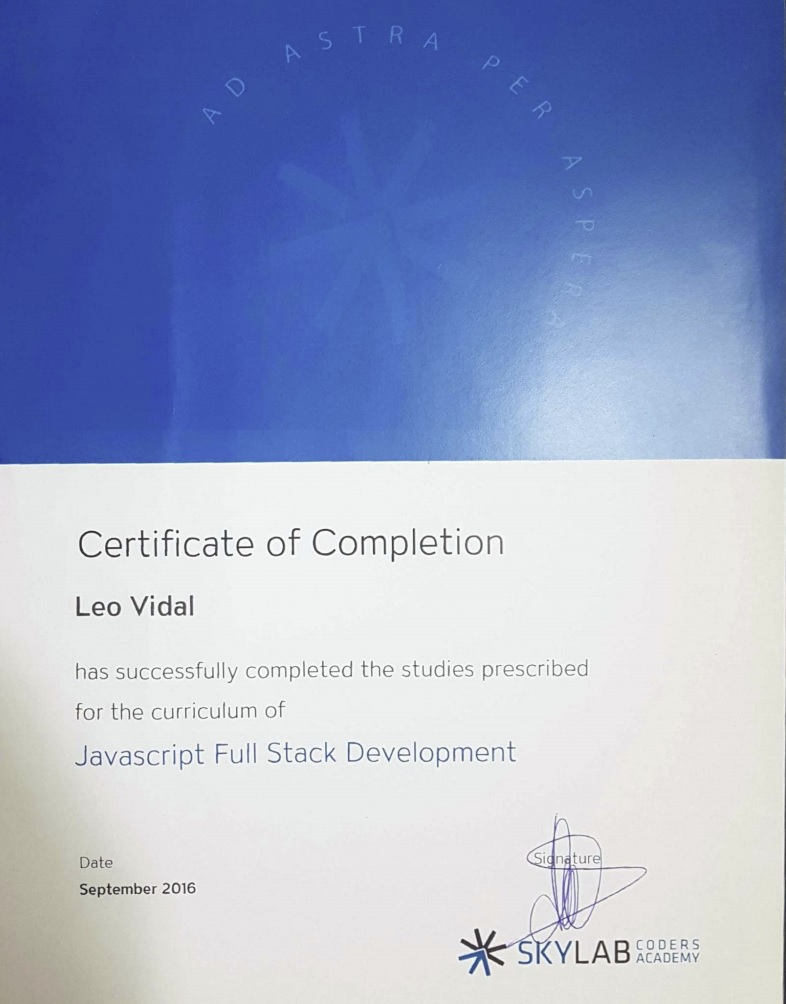 AD ASTRA PER ASPERA
Certificate of Completion
Leo Vidal
has successfully completed the studies prescribed
for the curriculum of
Javascript Full Stack Development
Date
September 2016
Signature
SKYLAB CODERS
ACADEMY